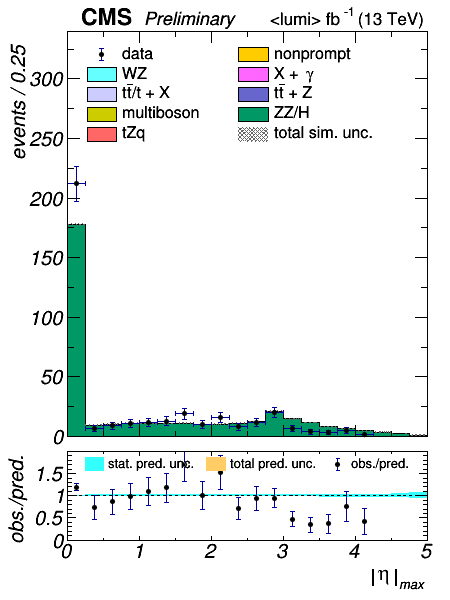 CMS Preliminary <lumi> fb⁻¹ (13 TeV)
events / 0.25
data
WZ
tt̄/t + X
multiboson
tZq
nonprompt
X + γ
tt̄ + Z
ZZ/H
total sim. unc.
300
250
200
150
100
50
0
obs./pred.
stat. pred. unc. total pred. unc. obs./pred.
1.5
1
0.5
0
0 1 2 3 4 5
|η|max